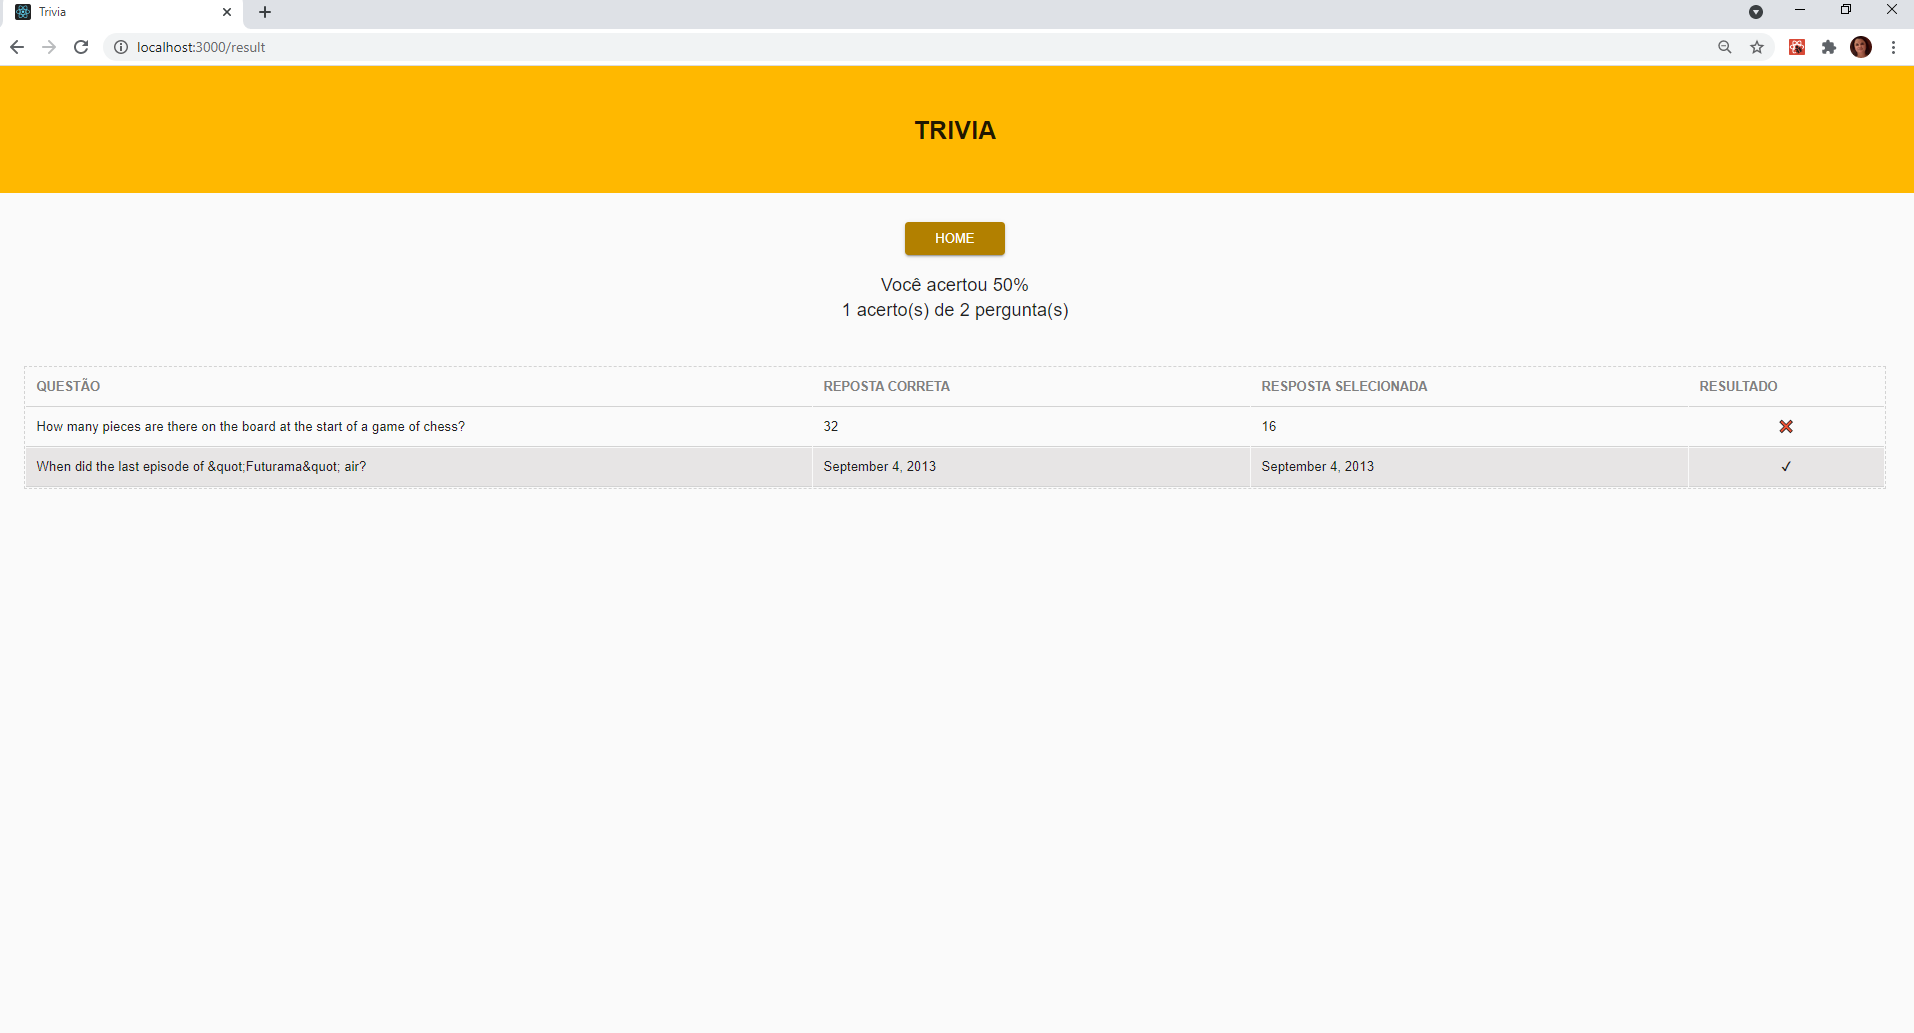 Trivia
localhost:3000/result
TRIVIA
HOME
Você acertou 50%
1 acerto(s) de 2 pergunta(s)
QUESTÃO REPOSTA CORRETA RESPOSTA SELECIONADA RESULTADO
How many pieces are there on the board at the start of a game of chess? 32 16 ❌
When did the last episode of &quot;Futurama&quot; air? September 4, 2013 September 4, 2013 ✓